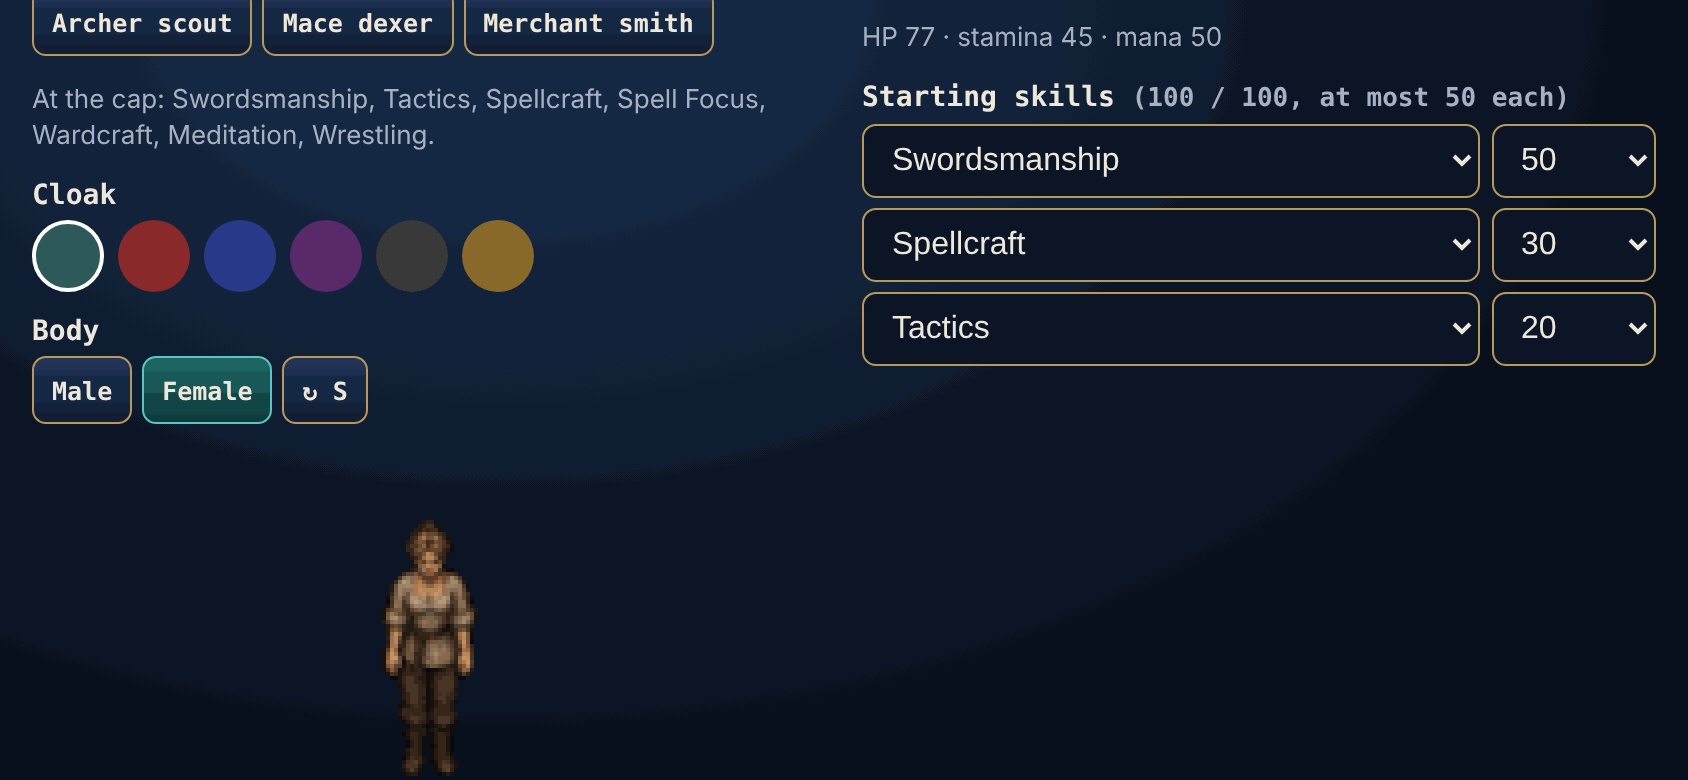 Archer scout
Mace dexer
Merchant smith
At the cap: Swordsmanship, Tactics, Spellcraft, Spell Focus,
Wardcraft, Meditation, Wrestling.
Cloak
Body
Male
Female
↻ S
HP 77 · stamina 45 · mana 50
Starting skills (100 / 100, at most 50 each)
Swordsmanship
50
Spellcraft
30
Tactics
20